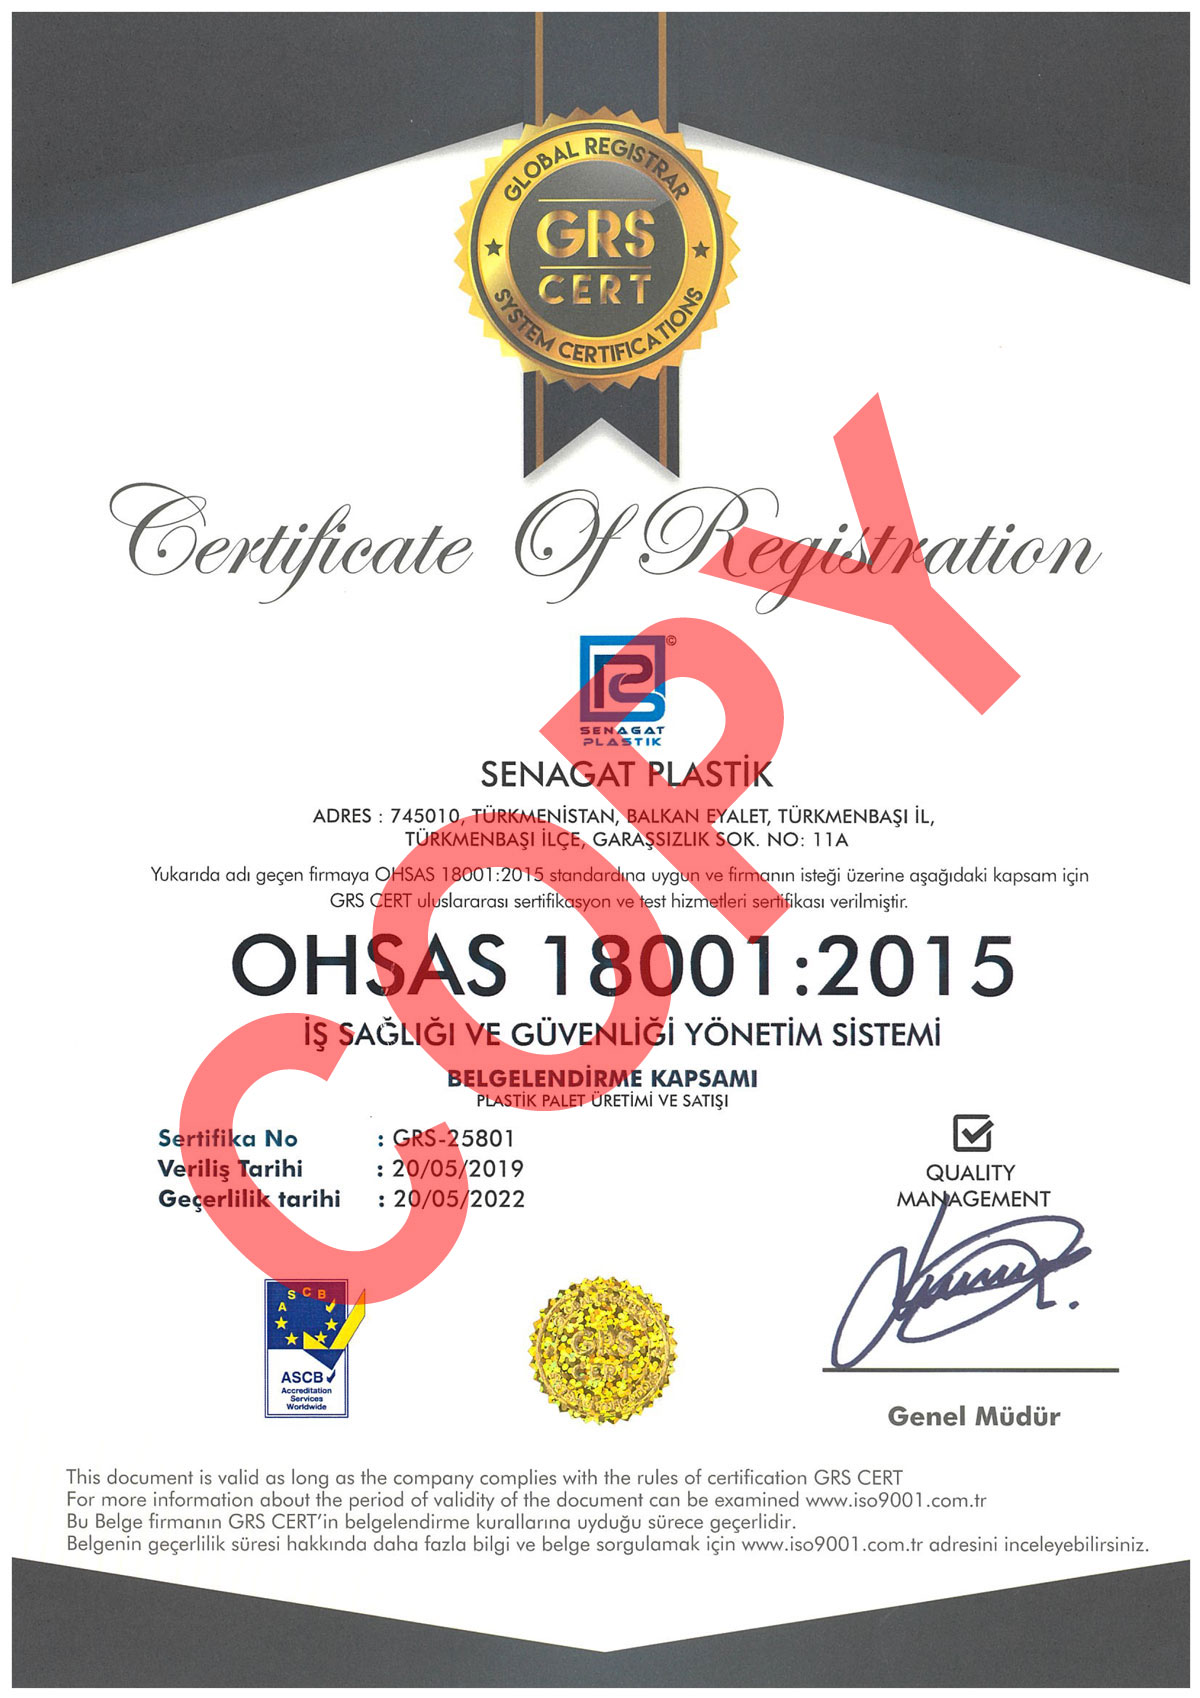 GLOBAL REGISTRAR
GRS
CERT
SYSTEM CERTIFICATIONS
Certificate Of Registration
©
SENAGAT
PLASTIK
SENAGAT PLASTİK
ADRES : 745010, TÜRKMENİSTAN, BALKAN EYALET, TÜRKMENBAŞI İL,
TÜRKMENBAŞI İLÇE, GARAŞSIZLIK SOK. NO: 11A
Yukarıda adı geçen firmaya OHSAS 18001:2015 standardına uygun ve firmanın isteği üzerine aşağıdaki kapsam için
GRS CERT uluslararası sertifikasyon ve test hizmetleri sertifikası verilmiştir.
OHSAS 18001:2015
İŞ SAĞLIĞI VE GÜVENLİĞİ YÖNETİM SİSTEMİ
BELGELENDİRME KAPSAMI
PLASTİK PALET ÜRETİMİ VE SATIŞI
Sertifika No : GRS-25801
Veriliş Tarihi : 20/05/2019
Geçerlilik tarihi : 20/05/2022
QUALITY
MANAGEMENT
ASCB
ASCB
Accreditation
Services
Worldwide
GRS
CERT
Genel Müdür
This document is valid as long as the company complies with the rules of certification GRS CERT
For more information about the period of validity of the document can be examined www.iso9001.com.tr
Bu Belge firmanın GRS CERT'in belgelendirme kurallarına uyduğu sürece geçerlidir.
Belgenin geçerlilik süresi hakkında daha fazla bilgi ve belge sorgulamak için www.iso9001.com.tr adresini inceleyebilirsiniz.
COPY